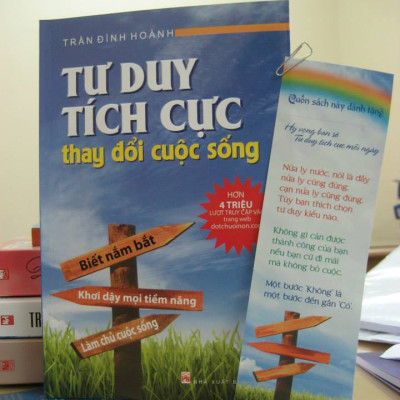 TRẦN ĐÌNH HOÀNH
TƯ DUY
TÍCH CỰC
thay đổi cuộc sống
HƠN
4 TRIỆU
LƯỢT TRUY CẬP VÀO
trang web
dotchuoinon.com
Biết nắm bắt
Khơi dậy mọi tiềm năng
Làm chủ cuộc sống
NHÀ XUẤT
Quốn sách này dành tặng
Hy vọng bạn sẽ
Tư duy tích cực mỗi ngày
Nửa ly nước, nói là đầy
nửa ly cũng đúng,
cạn nửa ly cũng đúng.
Tùy bạn thích chọn
tư duy kiểu nào.
Không gì cản được
thành công của bạn
nếu bạn cứ đi mãi
mà không bỏ cuộc.
Một bước 'Không' là
một bước đến gần 'Có'.